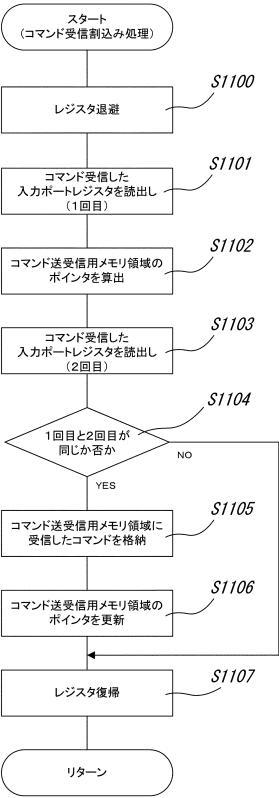 スタート
(コマンド受信割込み処理)
S1100
レジスタ退避
S1101
コマンド受信した
入力ポートレジスタを読出し
(1回目)
S1102
コマンド送受信用メモリ領域の
ポインタを算出
S1103
コマンド受信した
入力ポートレジスタを読出し
(2回目)
S1104
1回目と2回目が
同じか否か
NO
YES
S1105
コマンド送受信用メモリ領域に
受信したコマンドを格納
S1106
コマンド送受信用メモリ領域の
ポインタを更新
S1107
レジスタ復帰
リターン